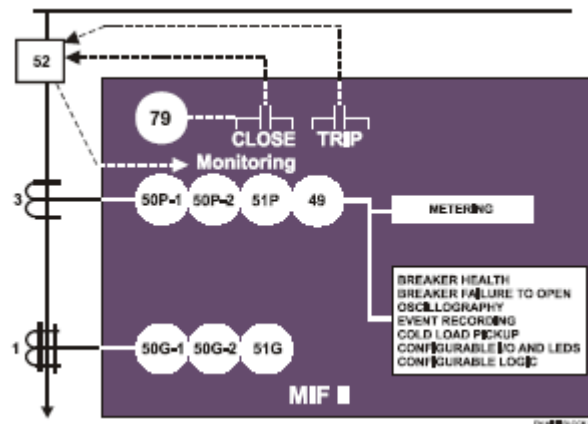 52
79
CLOSE TRIP
Monitoring
3
50P-1 50P-2 51P 49
METERING
BREAKER HEALTH
BREAKER FAILURE TO OPEN
OSCILLOGRAPHY
EVENT RECORDING
COLD LOAD PICKUP
CONFIGURABLE I/O AND LEDS
CONFIGURABLE LOGIC
1
50G-1 50G-2 51G
MIF II